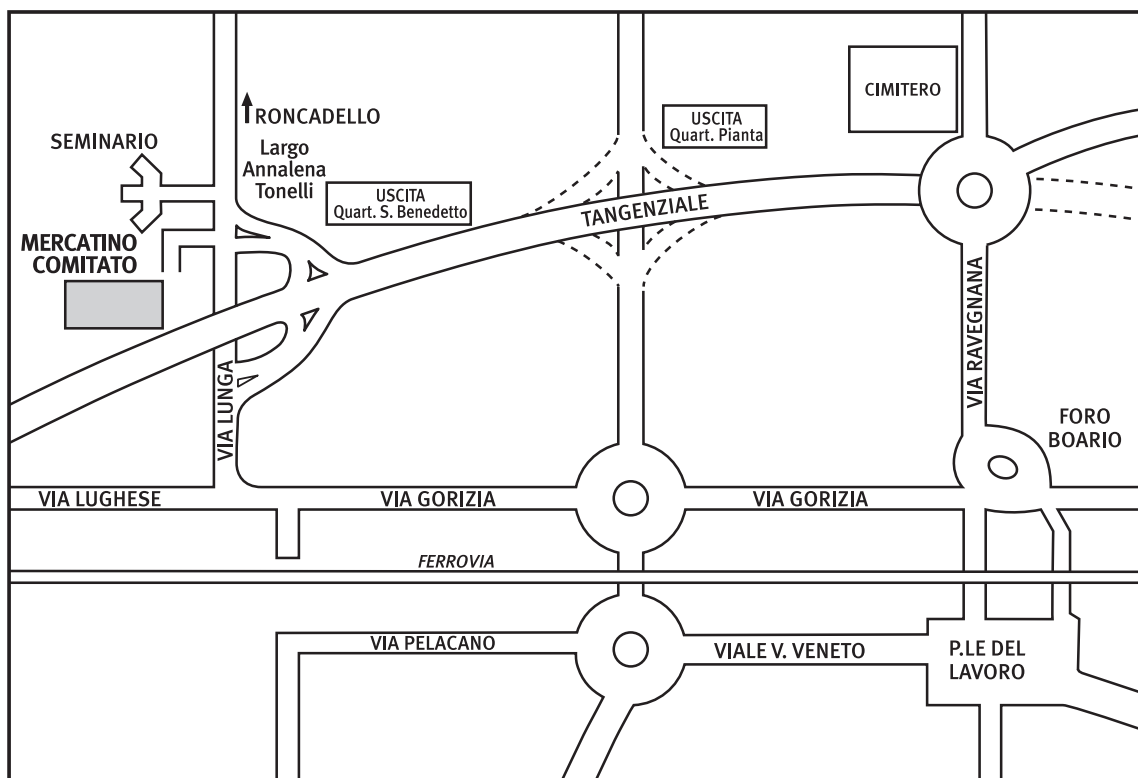 CIMITERO
USCITA
Quart. Pianta
RONCADELLO
SEMINARIO
Largo
Annalena
Tonelli
USCITA
Quart. S. Benedetto
TANGENZIALE
MERCATINO
COMITATO
VIA RAVEGNANA
VIA LUNGA
FORO
BOARIO
VIA LUGHESE
VIA GORIZIA
VIA GORIZIA
FERROVIA
VIA PELACANO
VIALE V. VENETO
P.LE DEL
LAVORO